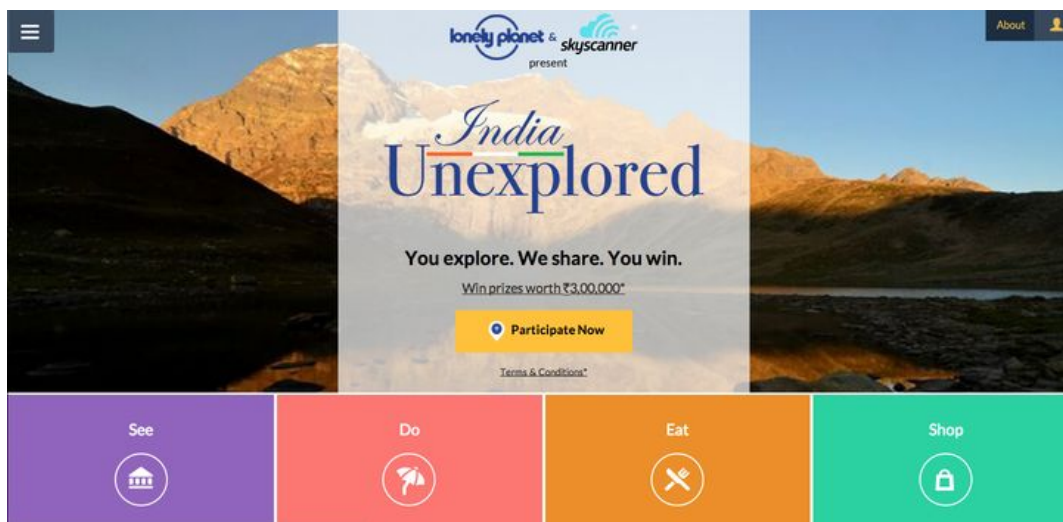 About
lonely planet & skyscanner
present
India
Unexplored
You explore. We share. You win.
Win prizes worth ₹3,00,000*
Participate Now
Terms & Conditions*
See
Do
Eat
Shop